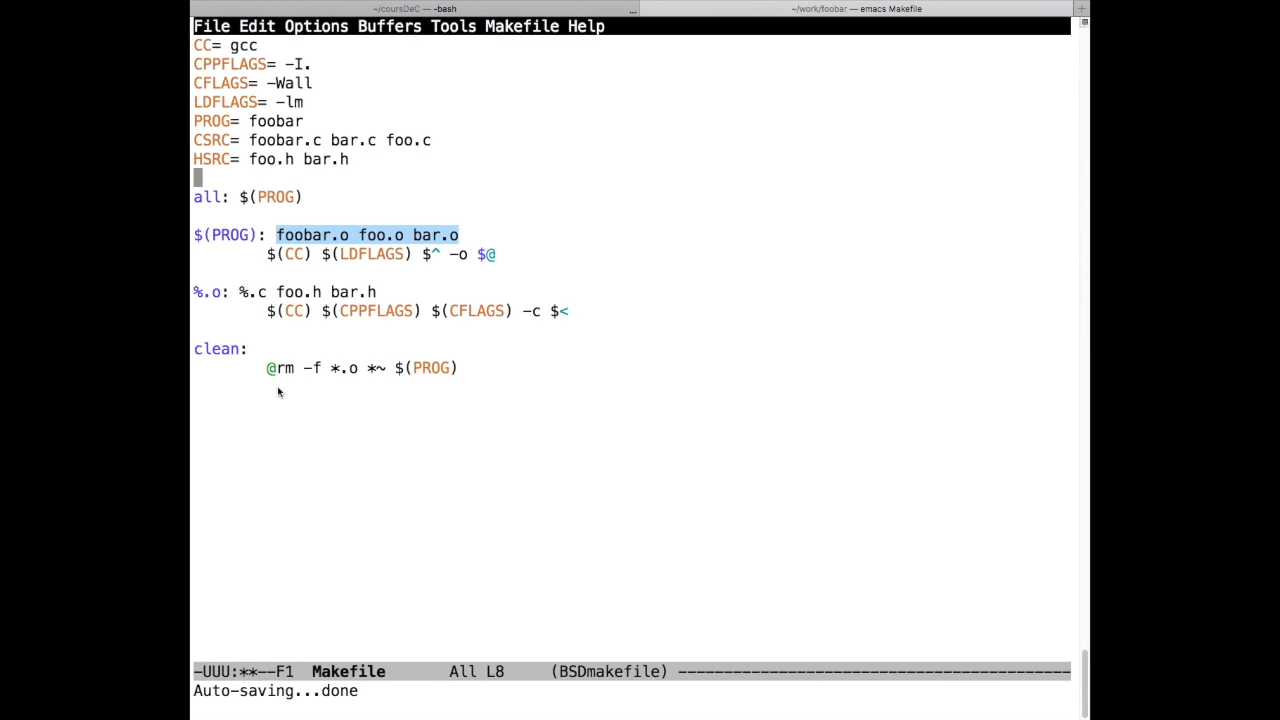 ~/coursDeC — -bash ... ~/work/foobar — emacs Makefile +
File Edit Options Buffers Tools Makefile Help
CC= gcc
CPPFLAGS= -I.
CFLAGS= -Wall
LDFLAGS= -lm
PROG= foobar
CSRC= foobar.c bar.c foo.c
HSRC= foo.h bar.h
all: $(PROG)
$(PROG): foobar.o foo.o bar.o
$(CC) $(LDFLAGS) $^ -o $@
%.o: %.c foo.h bar.h
$(CC) $(CPPFLAGS) $(CFLAGS) -c $<
clean:
@rm -f *.o *~ $(PROG)
-UUU:**--F1 Makefile All L8 (BSDmakefile) -------------------------------------------
Auto-saving...done